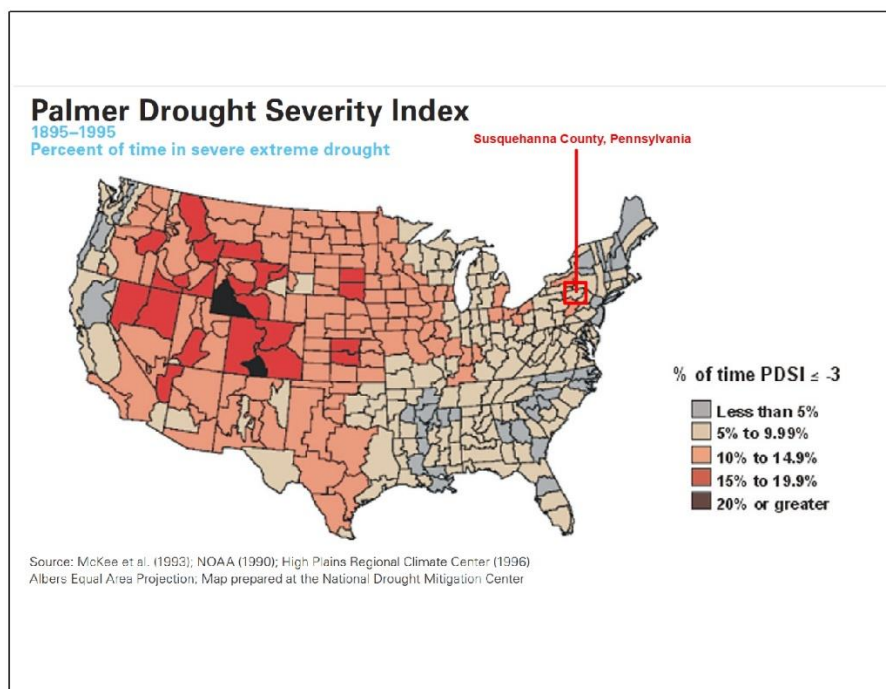 Palmer Drought Severity Index
1895–1995
Perceent of time in severe extreme drought
Susquehanna County, Pennsylvania
% of time PDSI ≤ -3
Less than 5%
5% to 9.99%
10% to 14.9%
15% to 19.9%
20% or greater
Source: McKee et al. (1993); NOAA (1990); High Plains Regional Climate Center (1996)
Albers Equal Area Projection; Map prepared at the National Drought Mitigation Center